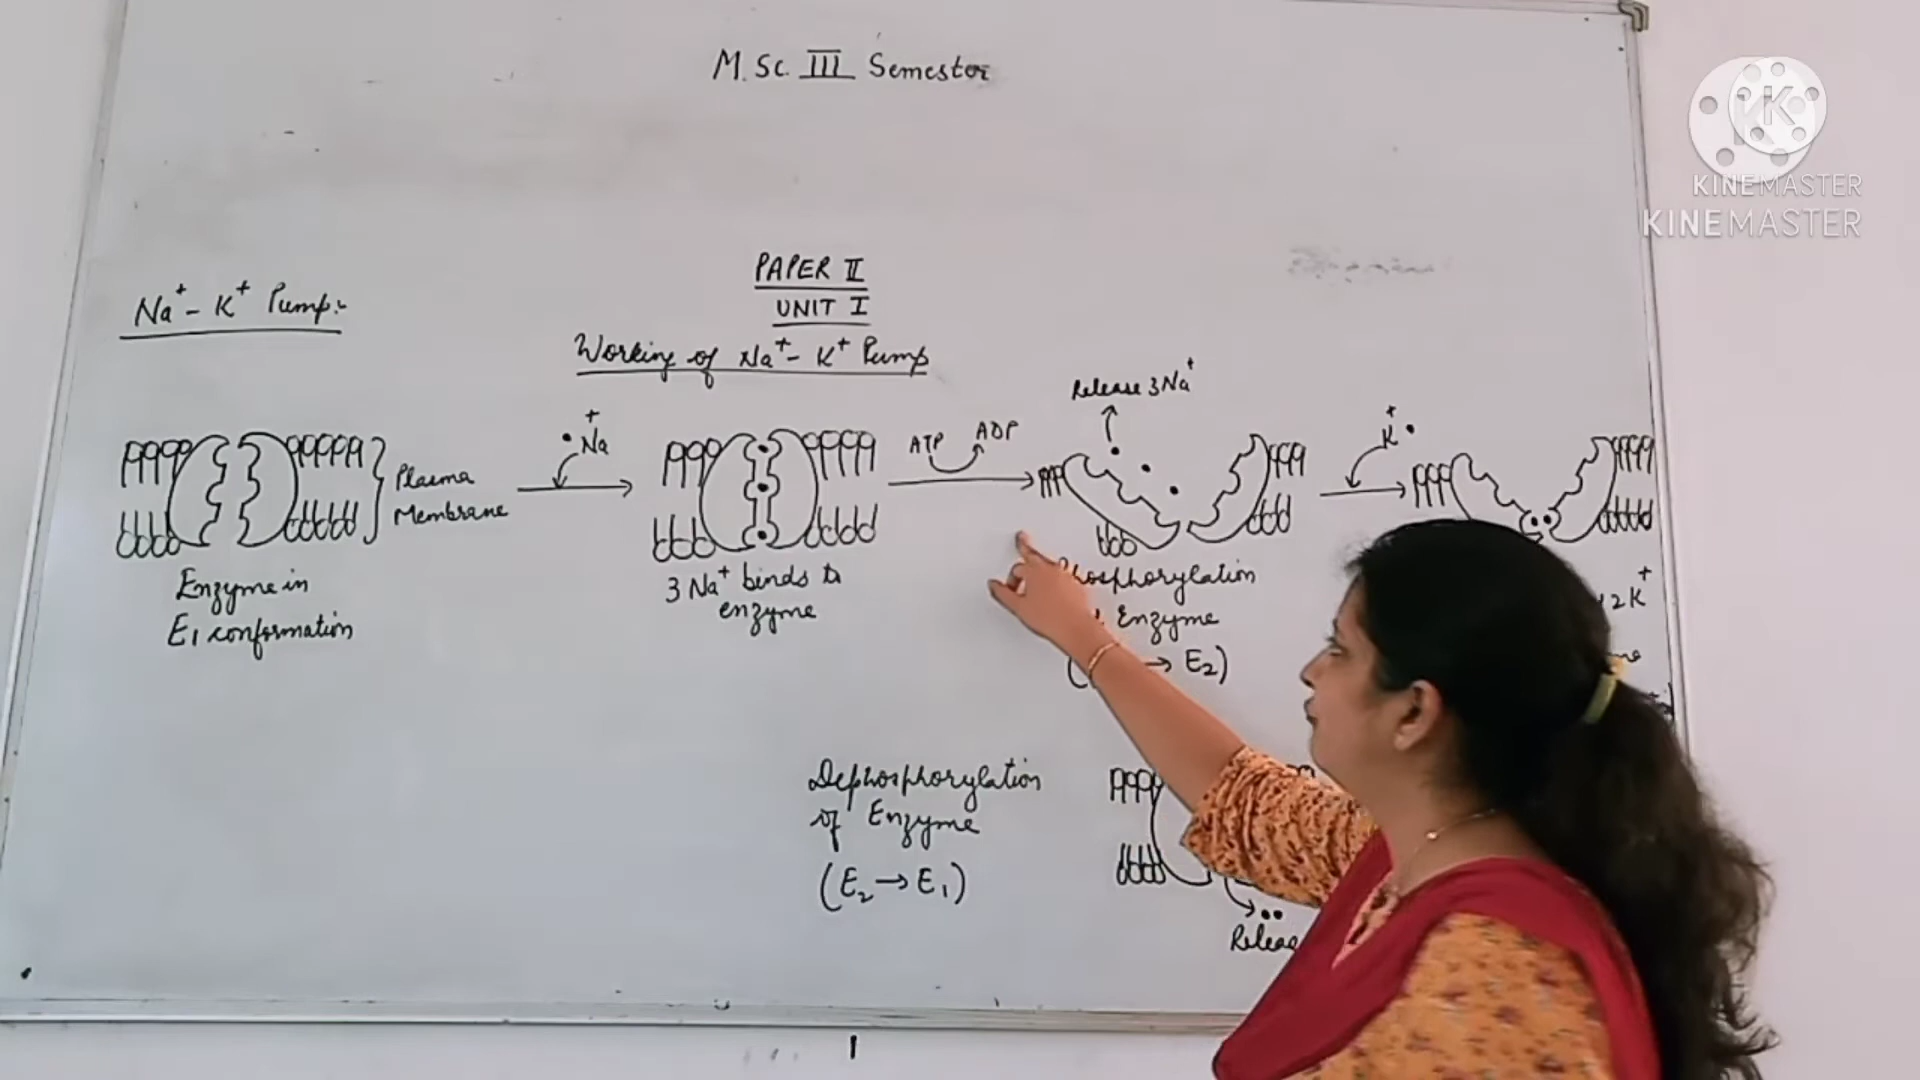 M.Sc. III Semester
KINEMASTER
KINEMASTER
PAPER II
UNIT I
Na+ - K+ Pump:-
Working of Na+ - K+ Pump
Release 3Na+
+
Na
ATP
ADP
K+
Plasma
Membrane
Enzyme in
E1 conformation
3 Na+ binds to
enzyme
Phosphorylation
Enzyme
( → E2)
2K+
Dephosphorylation
of Enzyme
(E2 → E1)